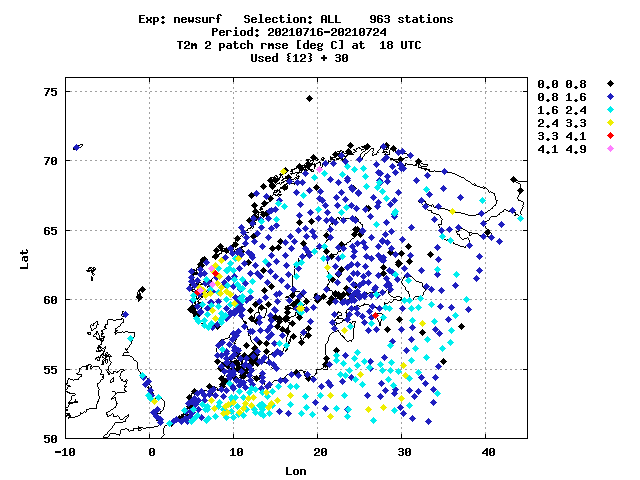 Exp: newsurf   Selection: ALL    963 stations
Period: 20210716-20210724
T2m 2 patch rmse [deg C] at  18 UTC
Used {12} + 30
0.0 0.8
0.8 1.6
1.6 2.4
2.4 3.3
3.3 4.1
4.1 4.9
75
70
65
60
55
50
Lat
-10 0 10 20 30 40
Lon